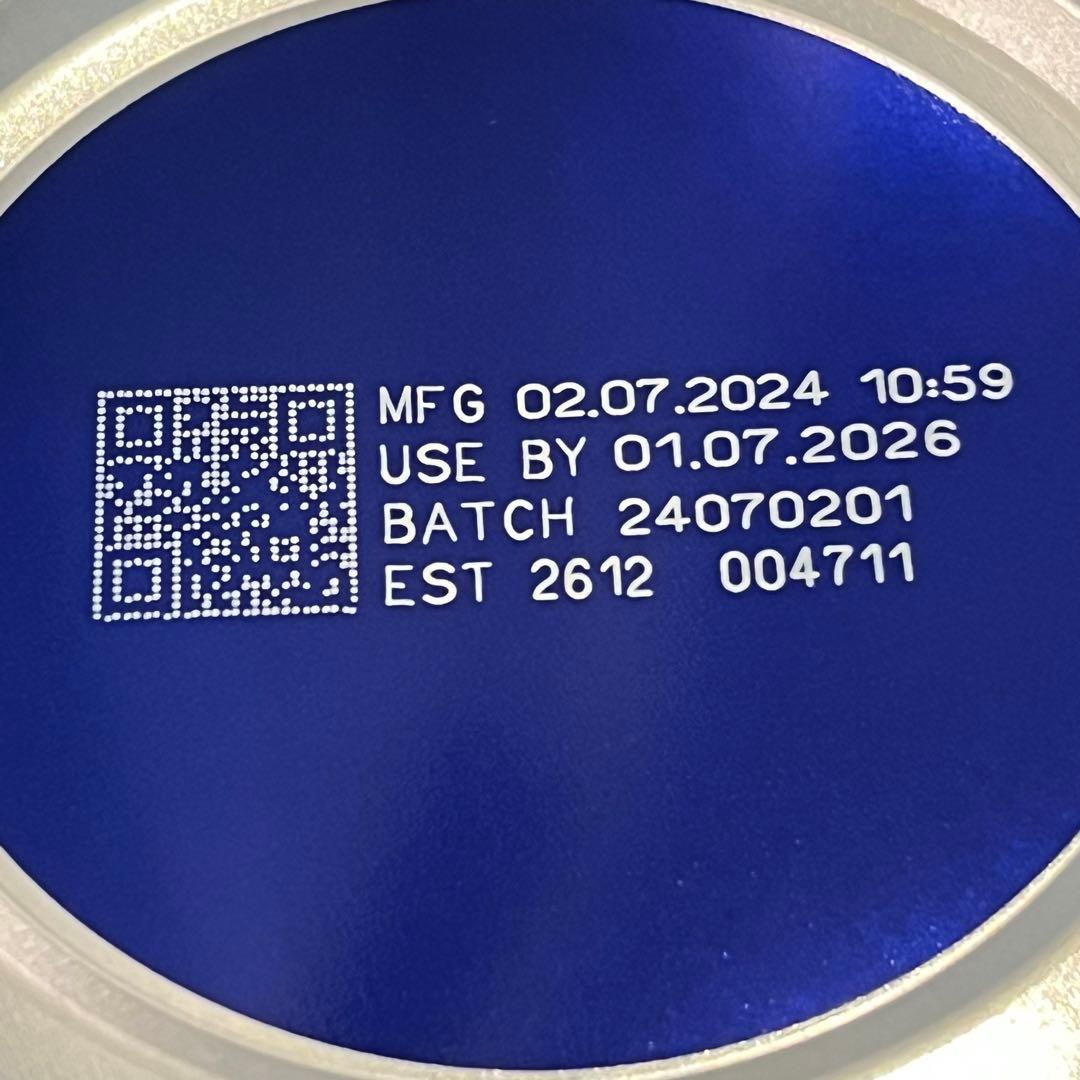 MFG 02.07.2024 10:59
USE BY 01.07.2026
BATCH 24070201
EST 2612 004711